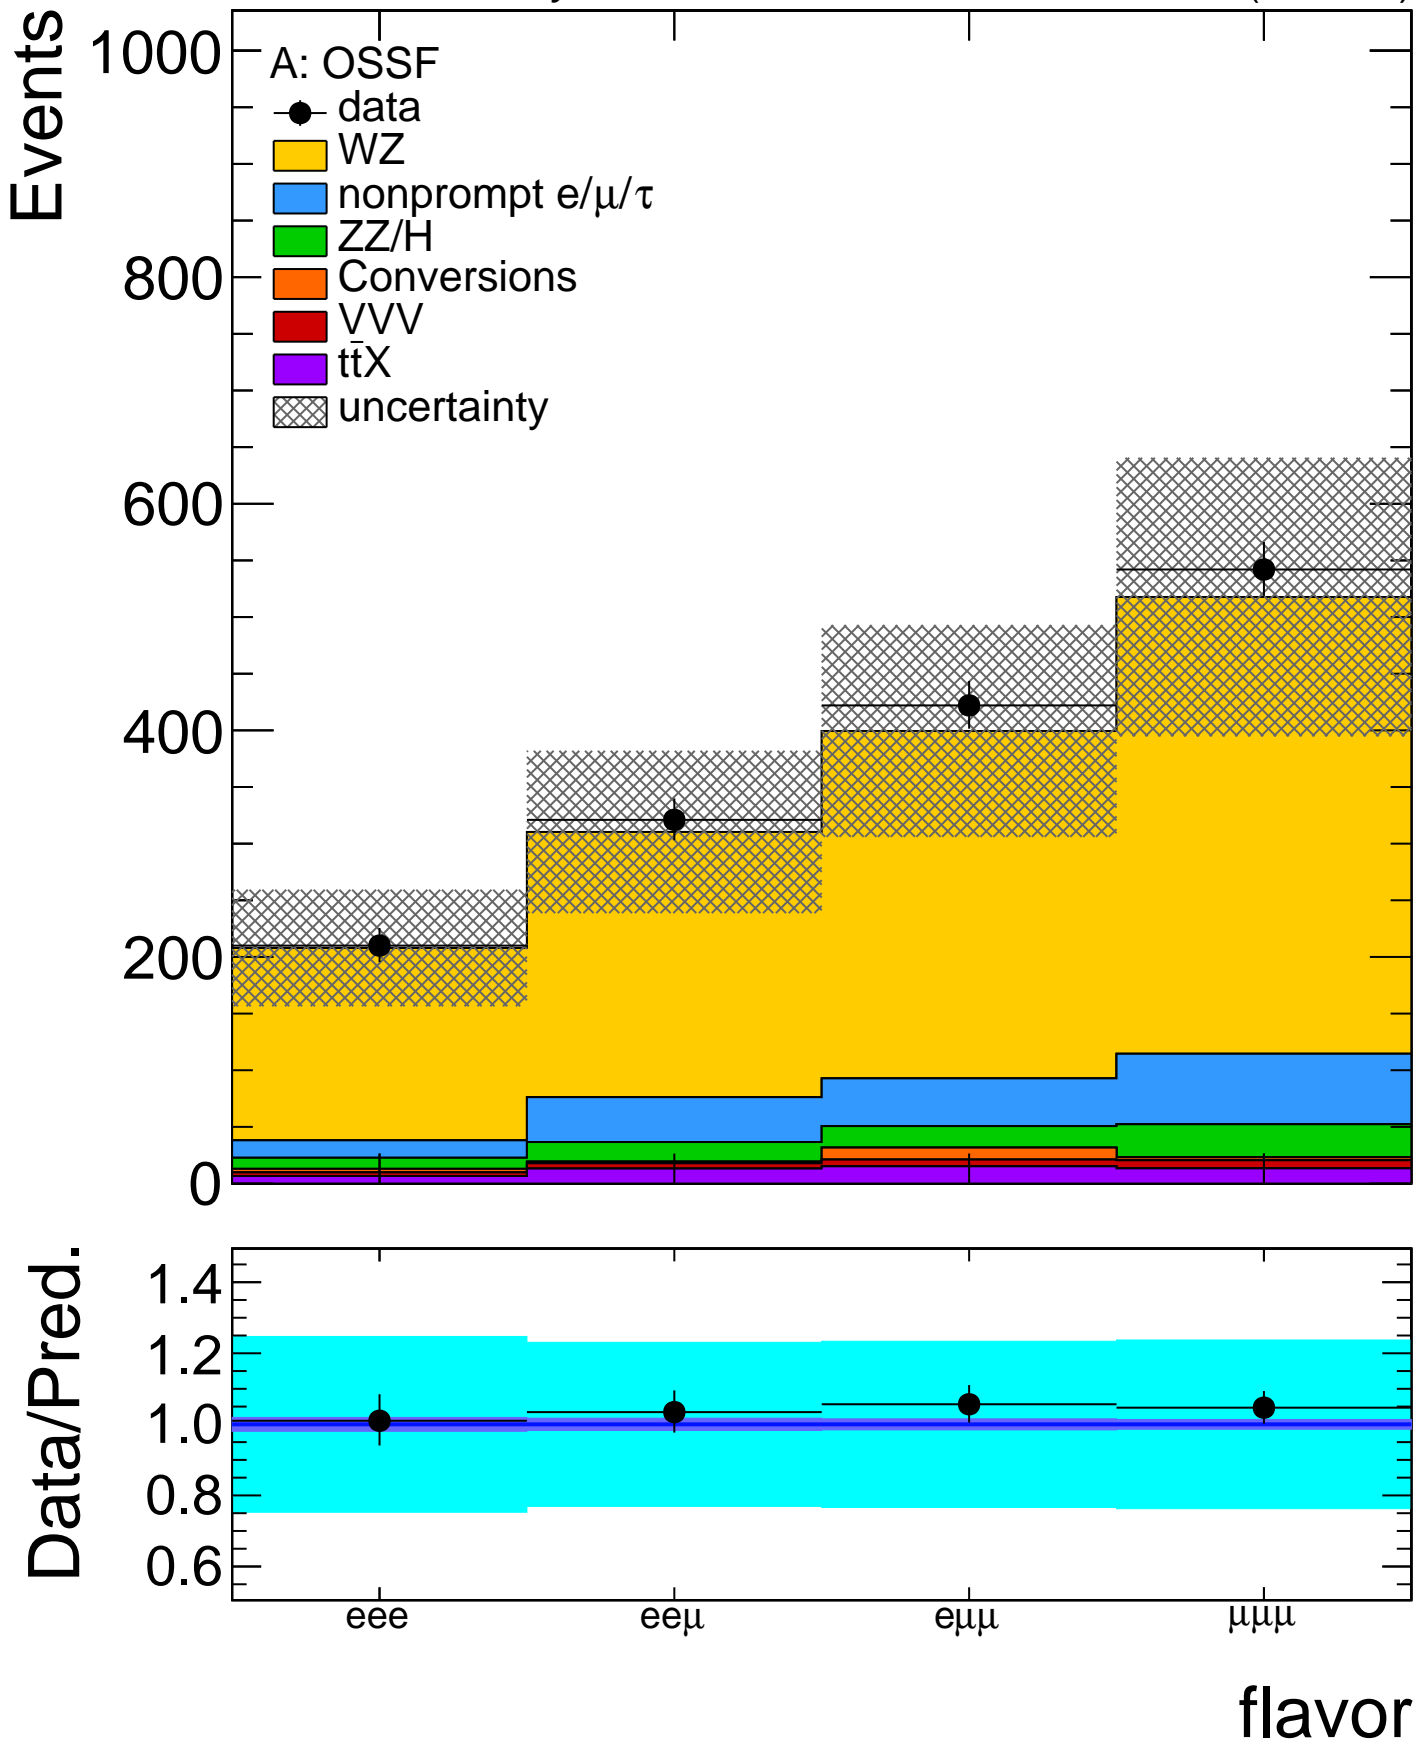 Events
1000
800
600
400
200
0
A: OSSF
data
WZ
nonprompt e/μ/τ
ZZ/H
Conversions
VVV
tt̄X
uncertainty
Data/Pred.
1.4
1.2
1.0
0.8
0.6
eee eeμ eμμ μμμ
flavor